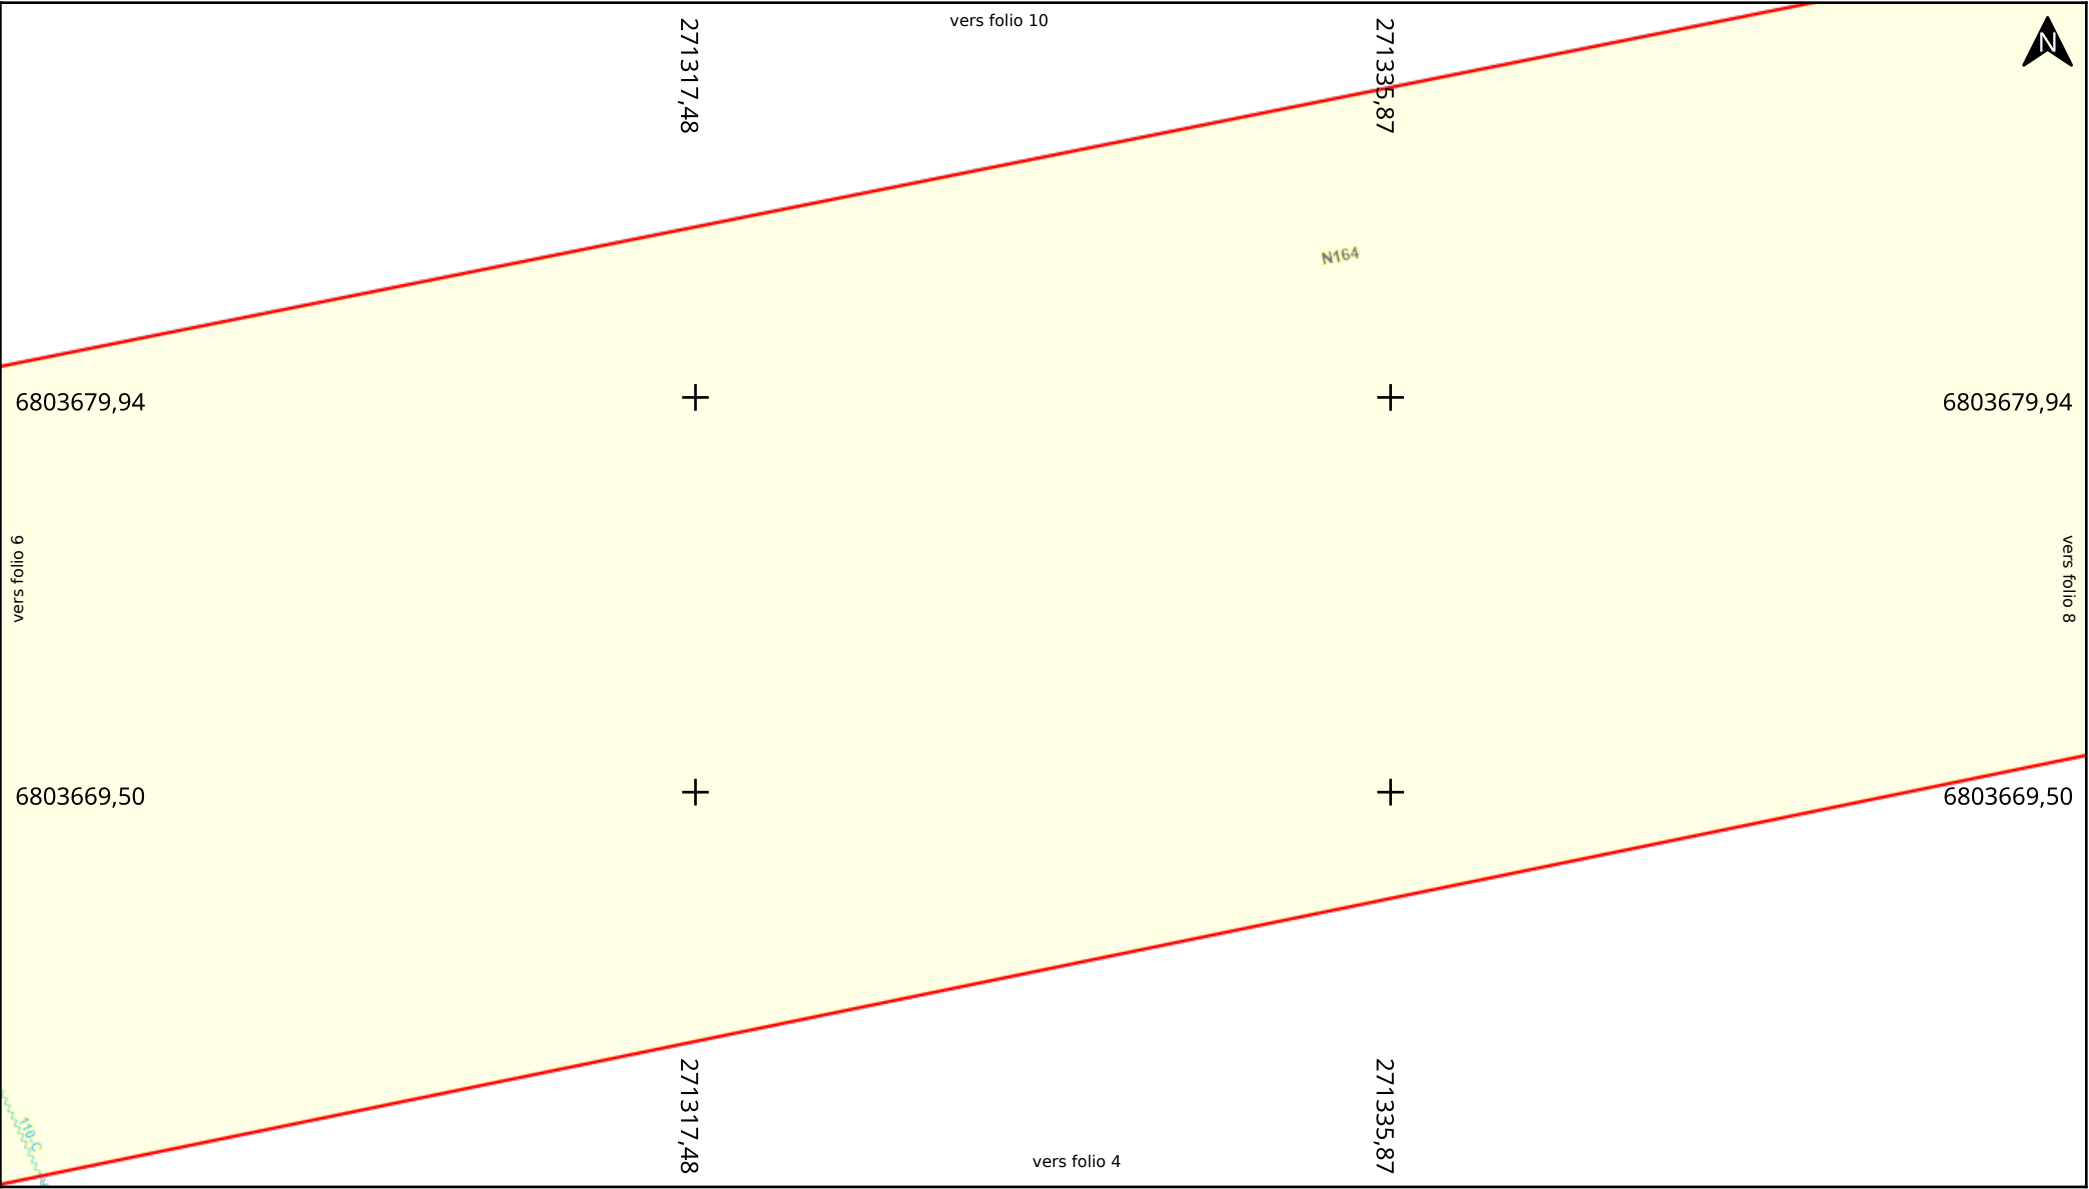 vers folio 10
N
271317,48
271335,87
N164
6803679,94
6803679,94
vers folio 6
vers folio 8
6803669,50
6803669,50
110-C
271317,48
271335,87
vers folio 4